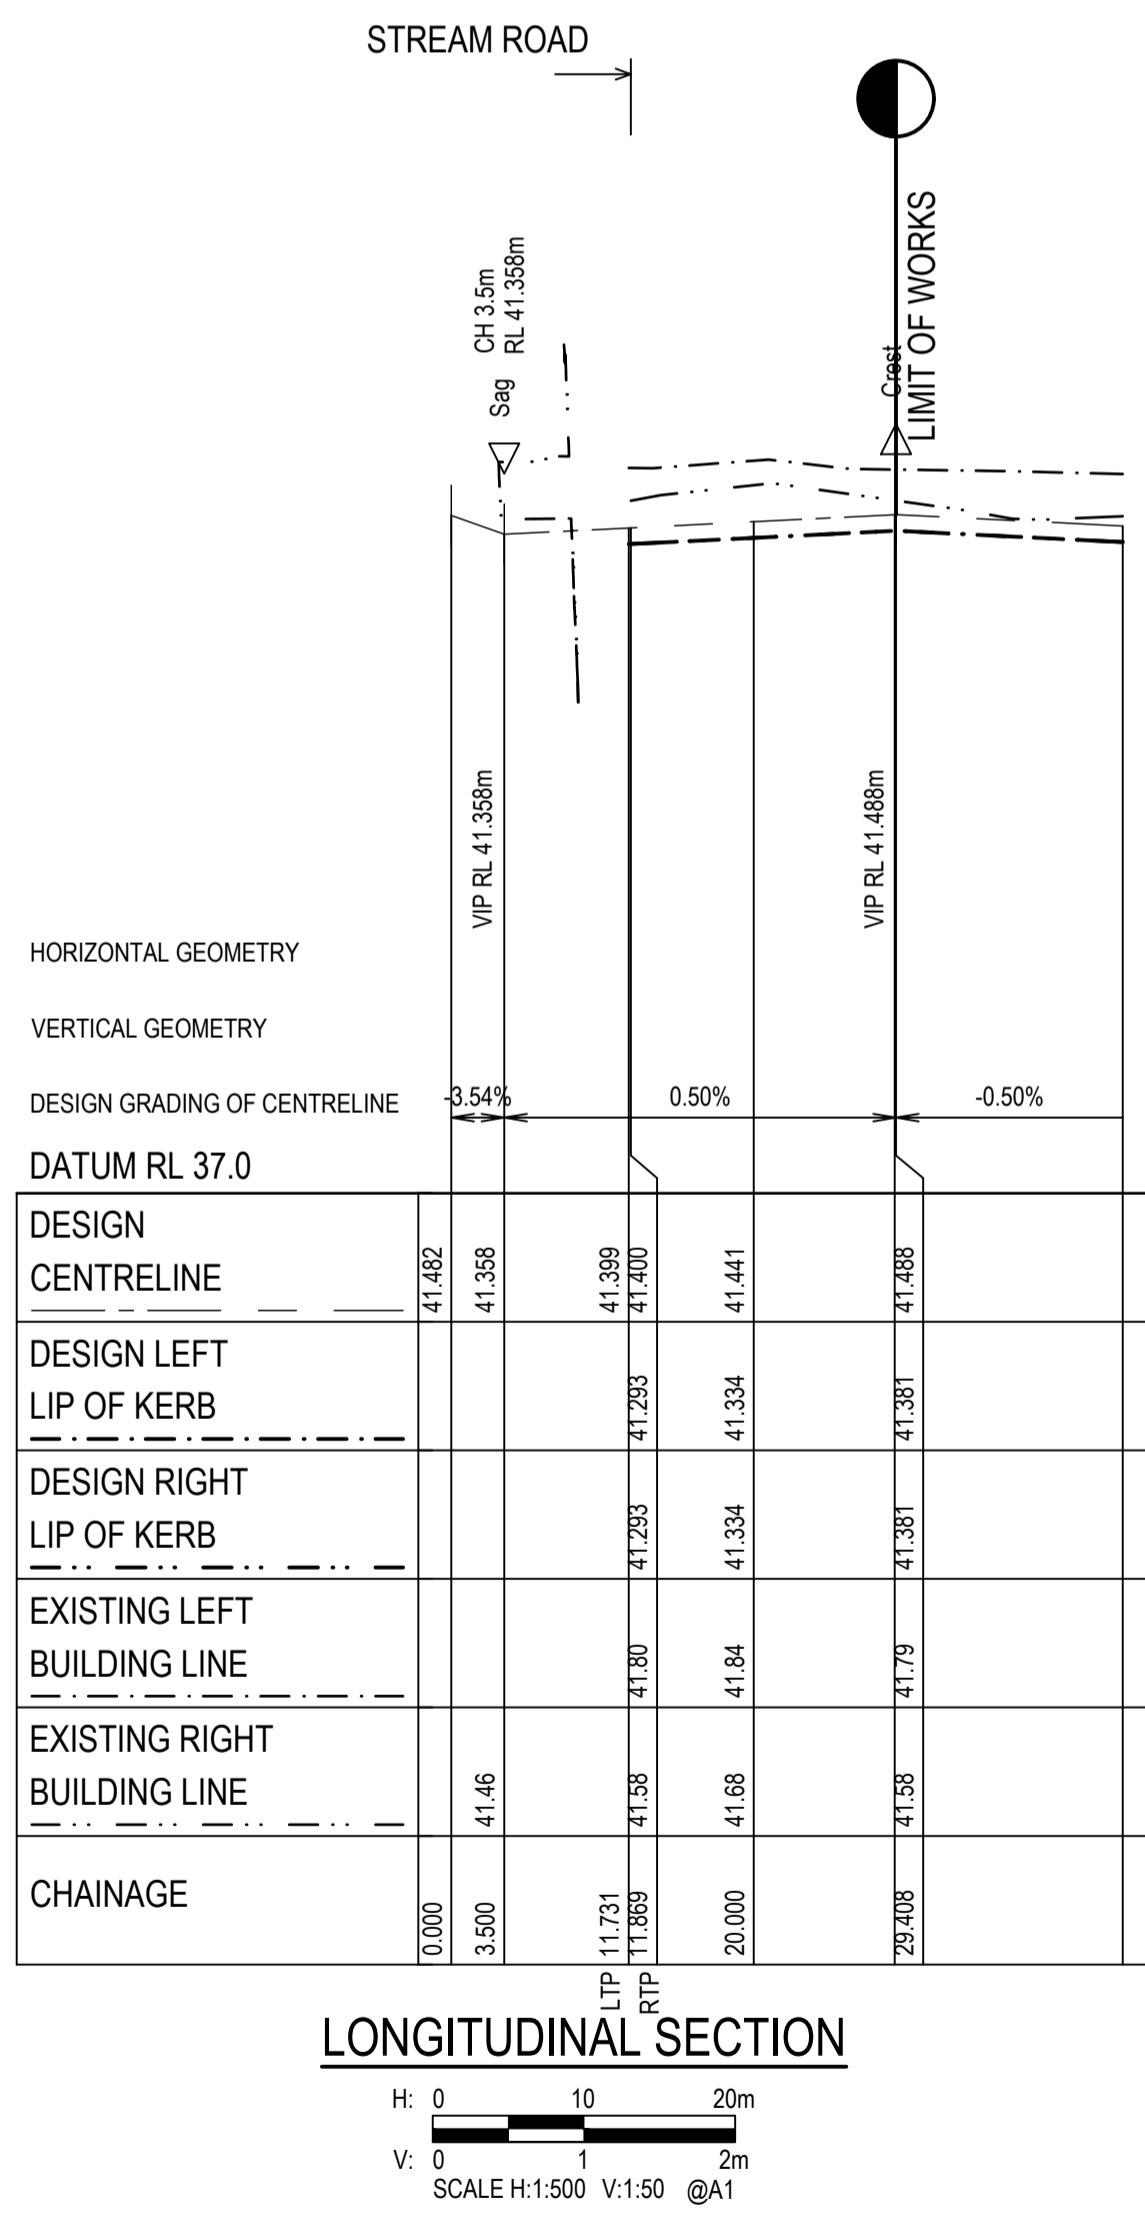 STREAM ROAD
LIMIT OF WORKS
CH 3.5m
RL 41.358m
Sag
Crest
VIP RL 41.358m
VIP RL 41.488m
HORIZONTAL GEOMETRY
VERTICAL GEOMETRY
DESIGN GRADING OF CENTRELINE -3.54% 0.50% -0.50%
DATUM RL 37.0
DESIGN
CENTRELINE 41.482 41.358 41.399 41.400 41.441 41.488
DESIGN LEFT
LIP OF KERB 41.293 41.334 41.381
DESIGN RIGHT
LIP OF KERB 41.293 41.334 41.381
EXISTING LEFT
BUILDING LINE 41.80 41.84 41.79
EXISTING RIGHT
BUILDING LINE 41.46 41.58 41.68 41.58
CHAINAGE 0.000 3.500 LTP 11.731 RTP 11.869 20.000 29.408
LONGITUDINAL SECTION
H: 0 10 20m
V: 0 1 2m
SCALE H:1:500 V:1:50 @A1